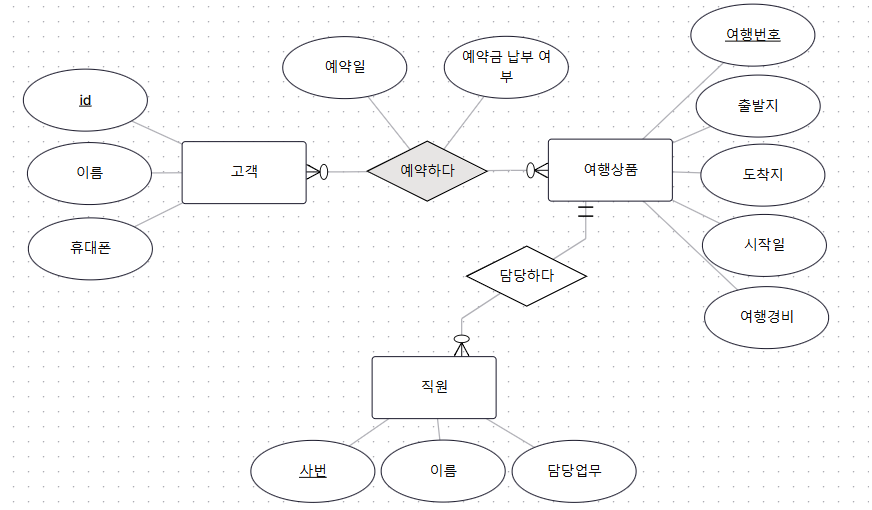 여행번호
예약일
예약금 납부 여
부
id
출발지
이름
고객
예약하다
여행상품
도착지
휴대폰
시작일
담당하다
여행경비
직원
사번
이름
담당업무